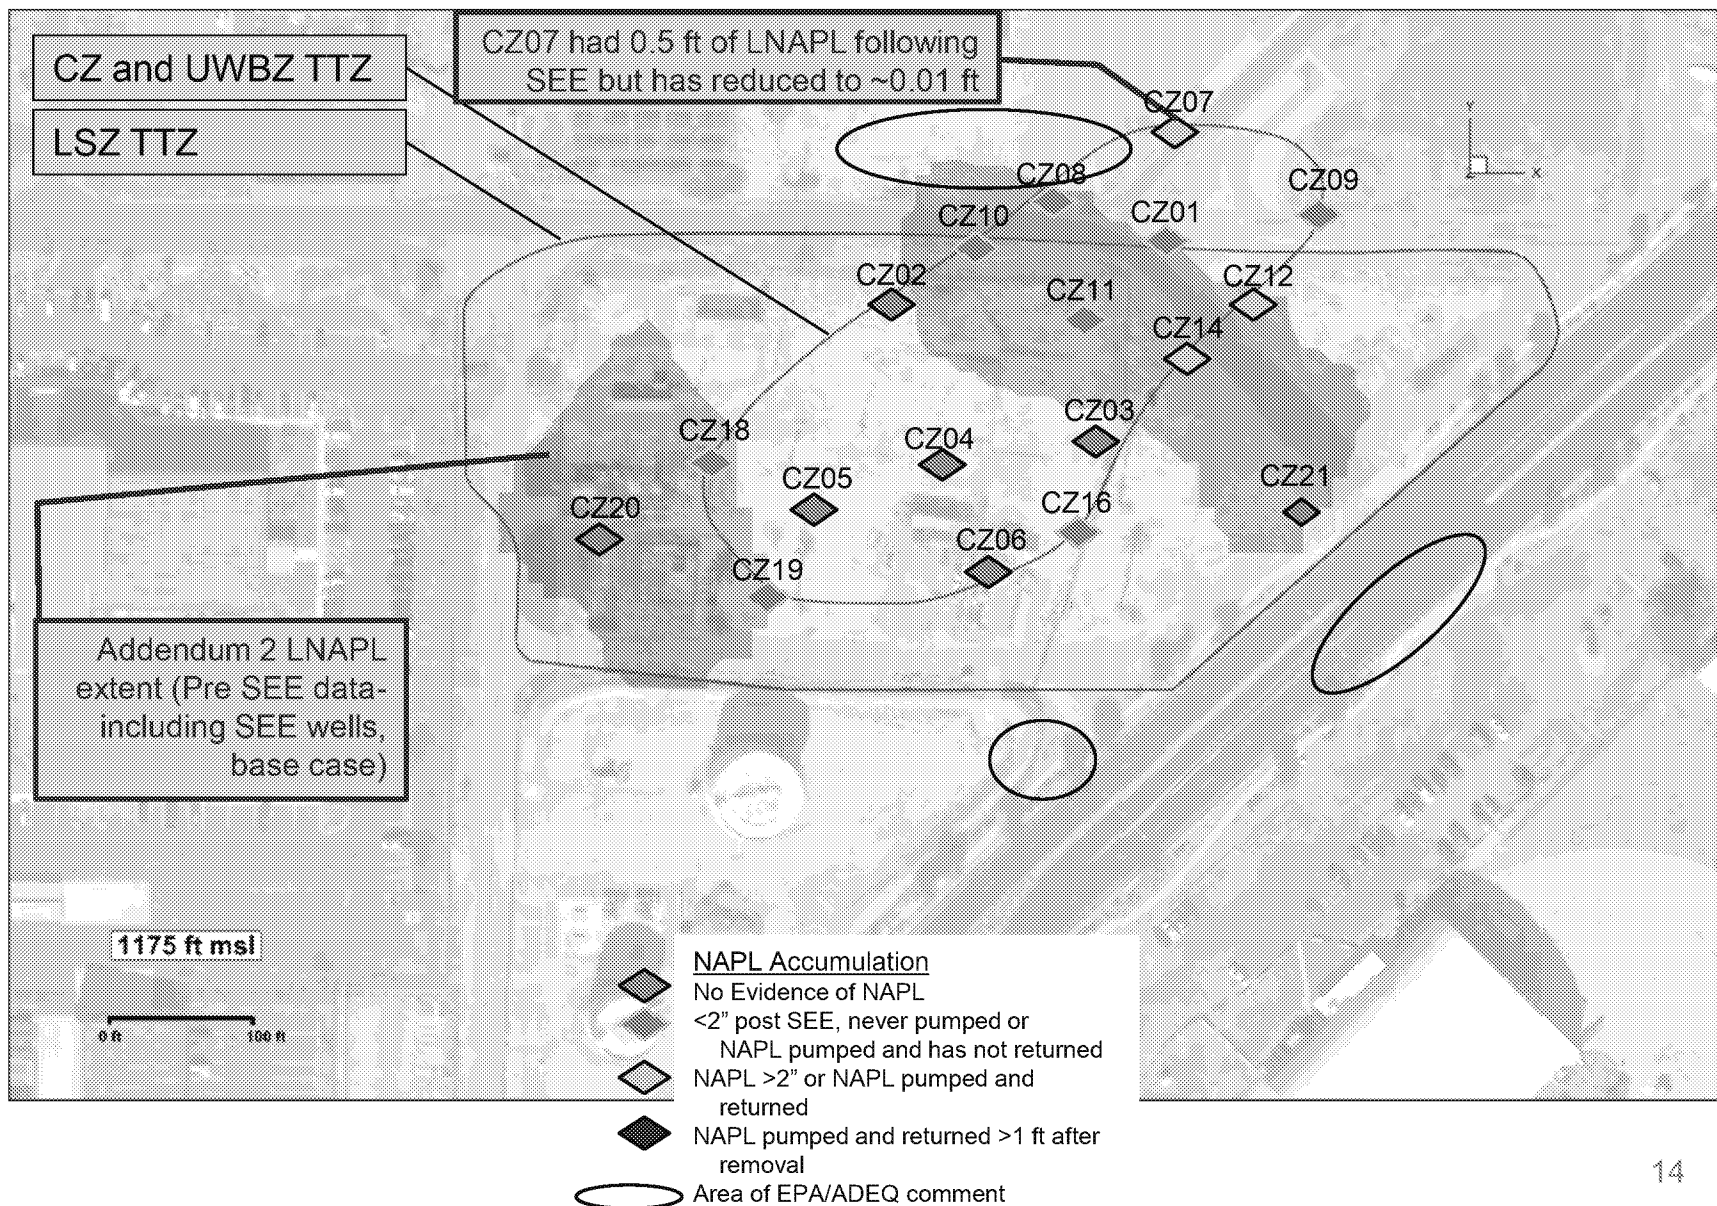 CZ and UWBZ TTZ
LSZ TTZ
CZ07 had 0.5 ft of LNAPL following
SEE but has reduced to ~0.01 ft
CZ07
Y
X
Z
CZ08
CZ09
CZ10
CZ01
CZ02
CZ11
CZ12
CZ14
CZ18
CZ04
CZ03
CZ05
CZ21
CZ20
CZ16
CZ06
CZ19
Addendum 2 LNAPL
extent (Pre SEE data-
including SEE wells,
base case)
1175 ft msl
0 ft
100 ft
NAPL Accumulation
No Evidence of NAPL
<2” post SEE, never pumped or
NAPL pumped and has not returned
NAPL >2” or NAPL pumped and
returned
NAPL pumped and returned >1 ft after
removal
Area of EPA/ADEQ comment
14